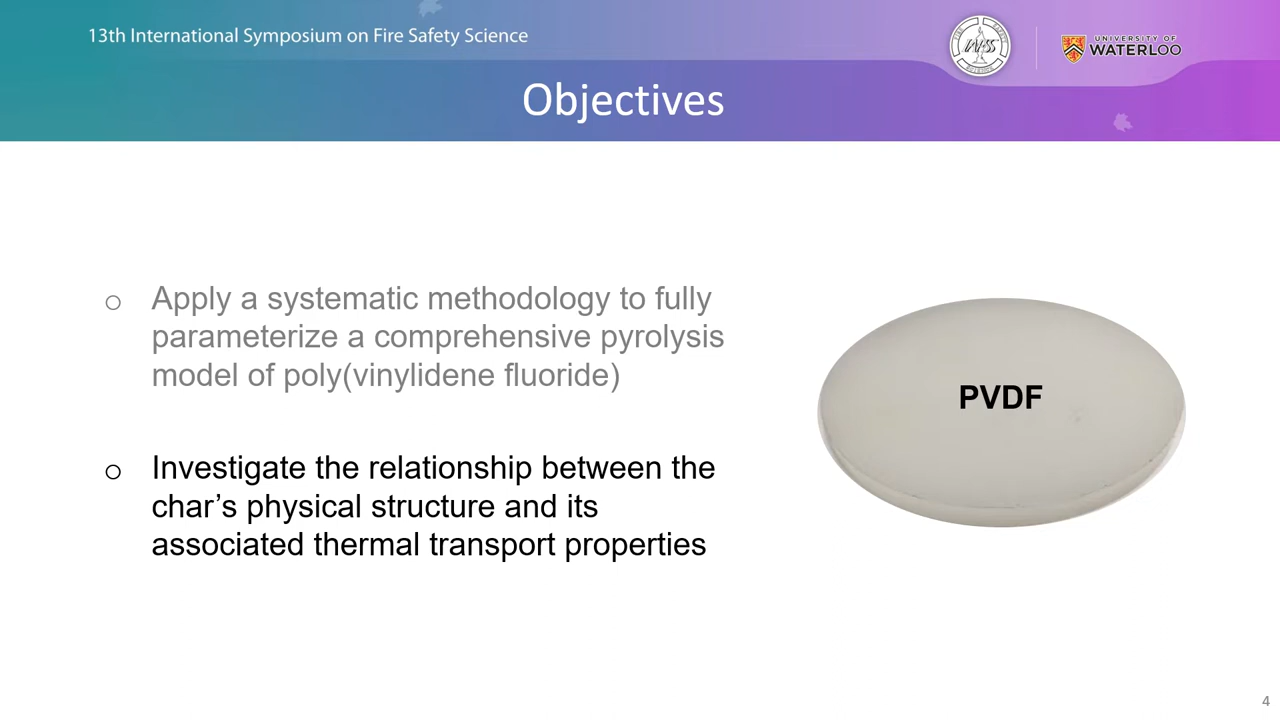 13th International Symposium on Fire Safety Science
IAFSS
UNIVERSITY OF
WATERLOO
Objectives
o Apply a systematic methodology to fully
parameterize a comprehensive pyrolysis
model of poly(vinylidene fluoride)
PVDF
o Investigate the relationship between the
char’s physical structure and its
associated thermal transport properties
4